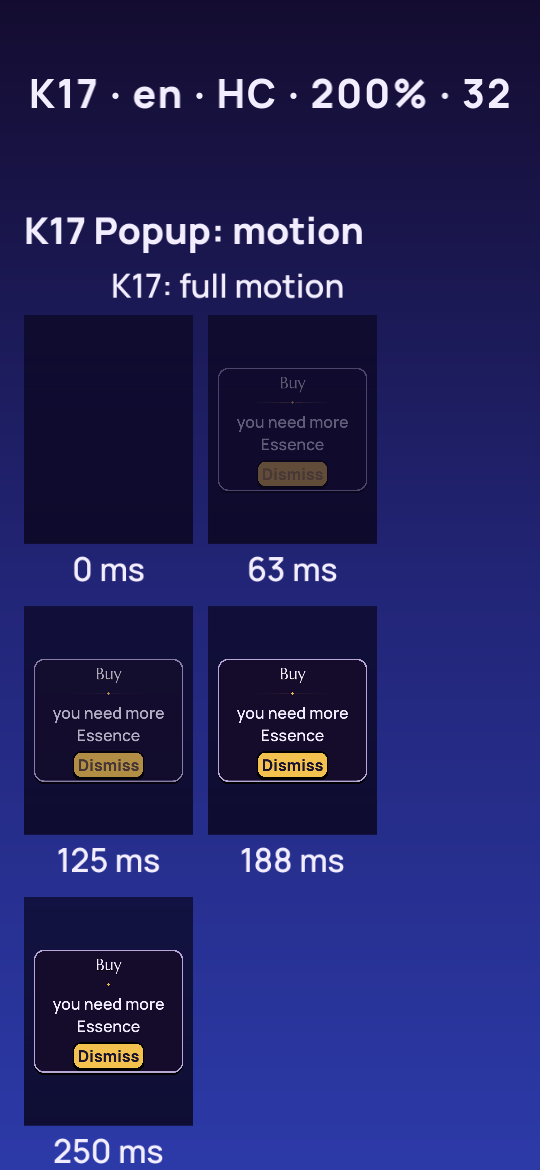 K17 · en · HC · 200% · 32
K17 Popup: motion
K17: full motion
Buy
you need more
Essence
Dismiss
0 ms
63 ms
Buy
you need more
Essence
Dismiss
Buy
you need more
Essence
Dismiss
125 ms
188 ms
Buy
you need more
Essence
Dismiss
250 ms